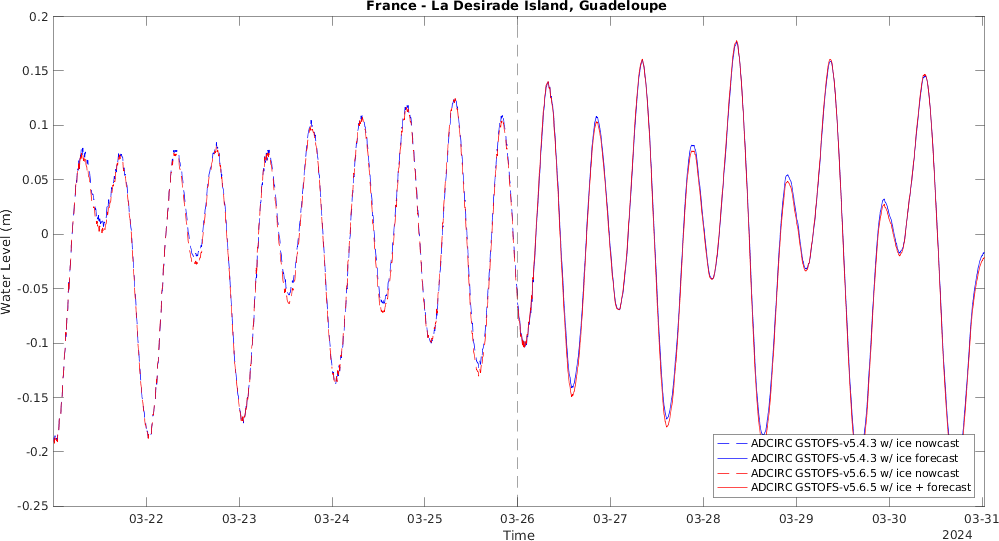 France - La Desirade Island, Guadeloupe
0.2
0.15
0.1
0.05
0
-0.05
-0.1
-0.15
-0.2
-0.25
Water Level (m)
ADCIRC GSTOFS-v5.4.3 w/ ice nowcast
ADCIRC GSTOFS-v5.4.3 w/ ice forecast
ADCIRC GSTOFS-v5.6.5 w/ ice nowcast
ADCIRC GSTOFS-v5.6.5 w/ ice + forecast
03-22 03-23 03-24 03-25 03-26 03-27 03-28 03-29 03-30 03-31
Time
2024